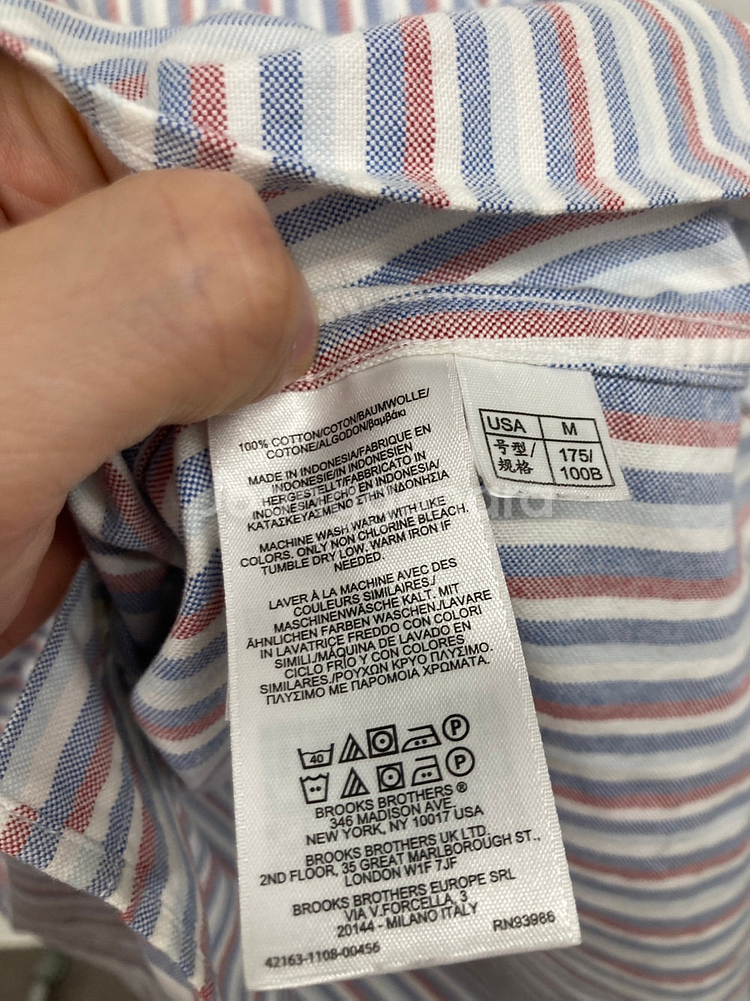 100% COTTON/COTON/BAUMWOLLE/
COTONE/ALGODON/βαμβάκι
MADE IN INDONESIA/FABRIQUE EN
INDONESIE/IN INDONESIEN
HERGESTELLT/FABBRICATO IN
INDONESIA/HECHO EN INDONESIA/
ΚΑΤΑΣΚΕΥΑΣΜΕΝΟ ΣΤΗΝ ΙΝΔΟΝΗΣΙΑ
MACHINE WASH WARM WITH LIKE
COLORS. ONLY NON CHLORINE BLEACH.
TUMBLE DRY LOW. WARM IRON IF
NEEDED.
LAVER À LA MACHINE AVEC DES
COULEURS SIMILAIRES./
MASCHINENWÄSCHE KALT. MIT
ÄHNLICHEN FARBEN WASCHEN./LAVARE
IN LAVATRICE FREDDO CON COLORI
SIMILI./MÁQUINA DE LAVADO EN
CICLO FRÍO Y CON COLORES
SIMILARES./ΡΟΥΧΩΝ ΚΡΥΟ ΠΛΥΣΙΜΟ.
ΠΛΥΣΙΜΟ ΜΕ ΠΑΡΟΜΟΙΑ ΧΡΩΜΑΤΑ.
40 P
P
BROOKS BROTHERS ®
346 MADISON AVE.
NEW YORK, NY 10017 USA
BROOKS BROTHERS UK LTD.
2ND FLOOR, 35 GREAT MARLBOROUGH ST.,
LONDON W1F 7JF
BROOKS BROTHERS EUROPE SRL
VIA V.FORCELLA, 3
20144 - MILANO ITALY
RN93986
42163-1108-00456
USA M
号型/ 175/
规格 100B